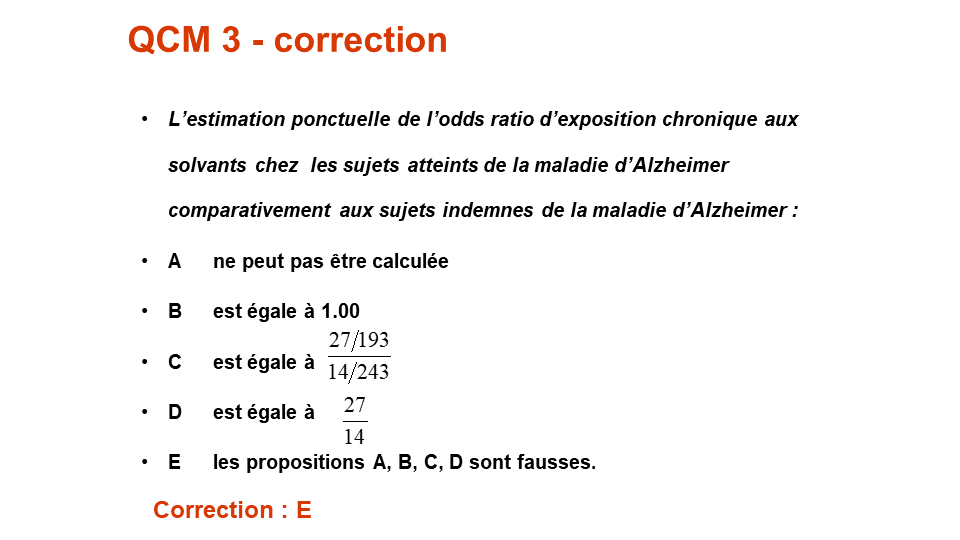 QCM 3 - correction
• L’estimation ponctuelle de l’odds ratio d’exposition chronique aux
solvants chez les sujets atteints de la maladie d’Alzheimer
comparativement aux sujets indemnes de la maladie d’Alzheimer :
• A ne peut pas être calculée
• B est égale à 1.00
• C est égale à
27/193
14/243
• D est égale à
27
14
• E les propositions A, B, C, D sont fausses.
Correction : E